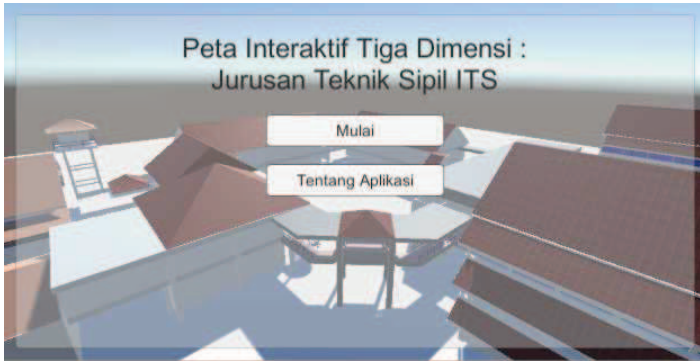 Peta Interaktif Tiga Dimensi :
Jurusan Teknik Sipil ITS
Mulai
Tentang Aplikasi